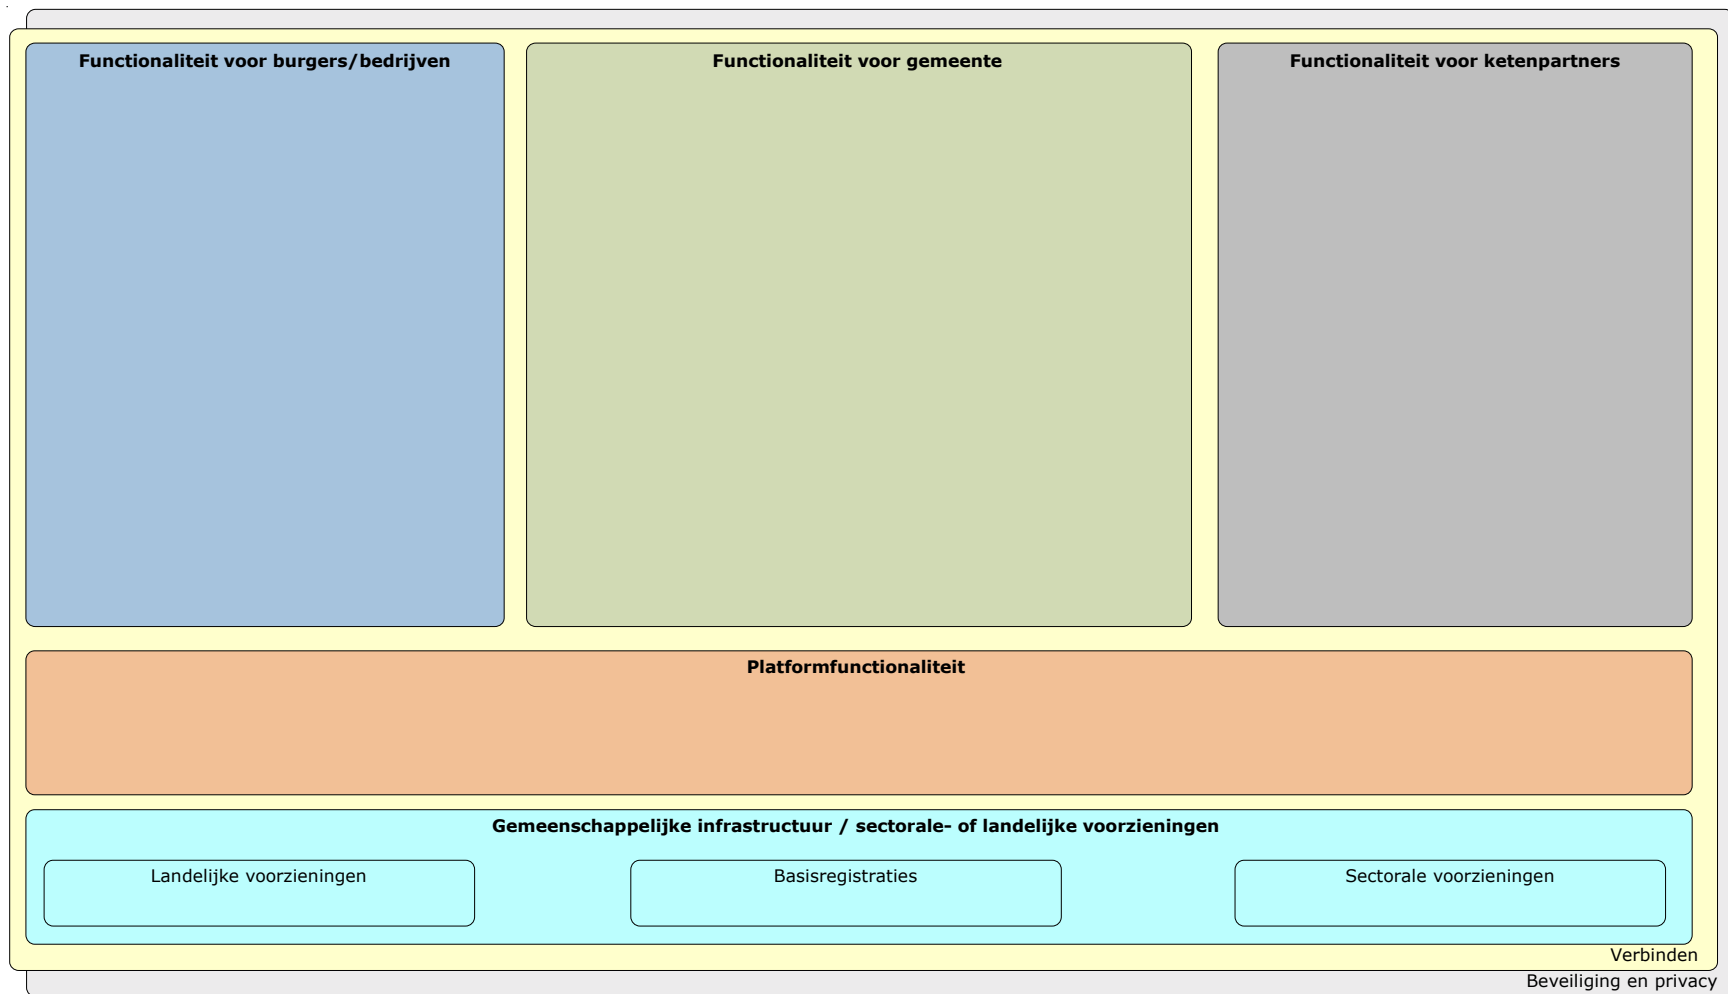 Functionaliteit voor burgers/bedrijven
Functionaliteit voor gemeente
Functionaliteit voor ketenpartners
Platformfunctionaliteit
Gemeenschappelijke infrastructuur / sectorale- of landelijke voorzieningen
Landelijke voorzieningen
Basisregistraties
Sectorale voorzieningen
Verbinden
Beveiliging en privacy